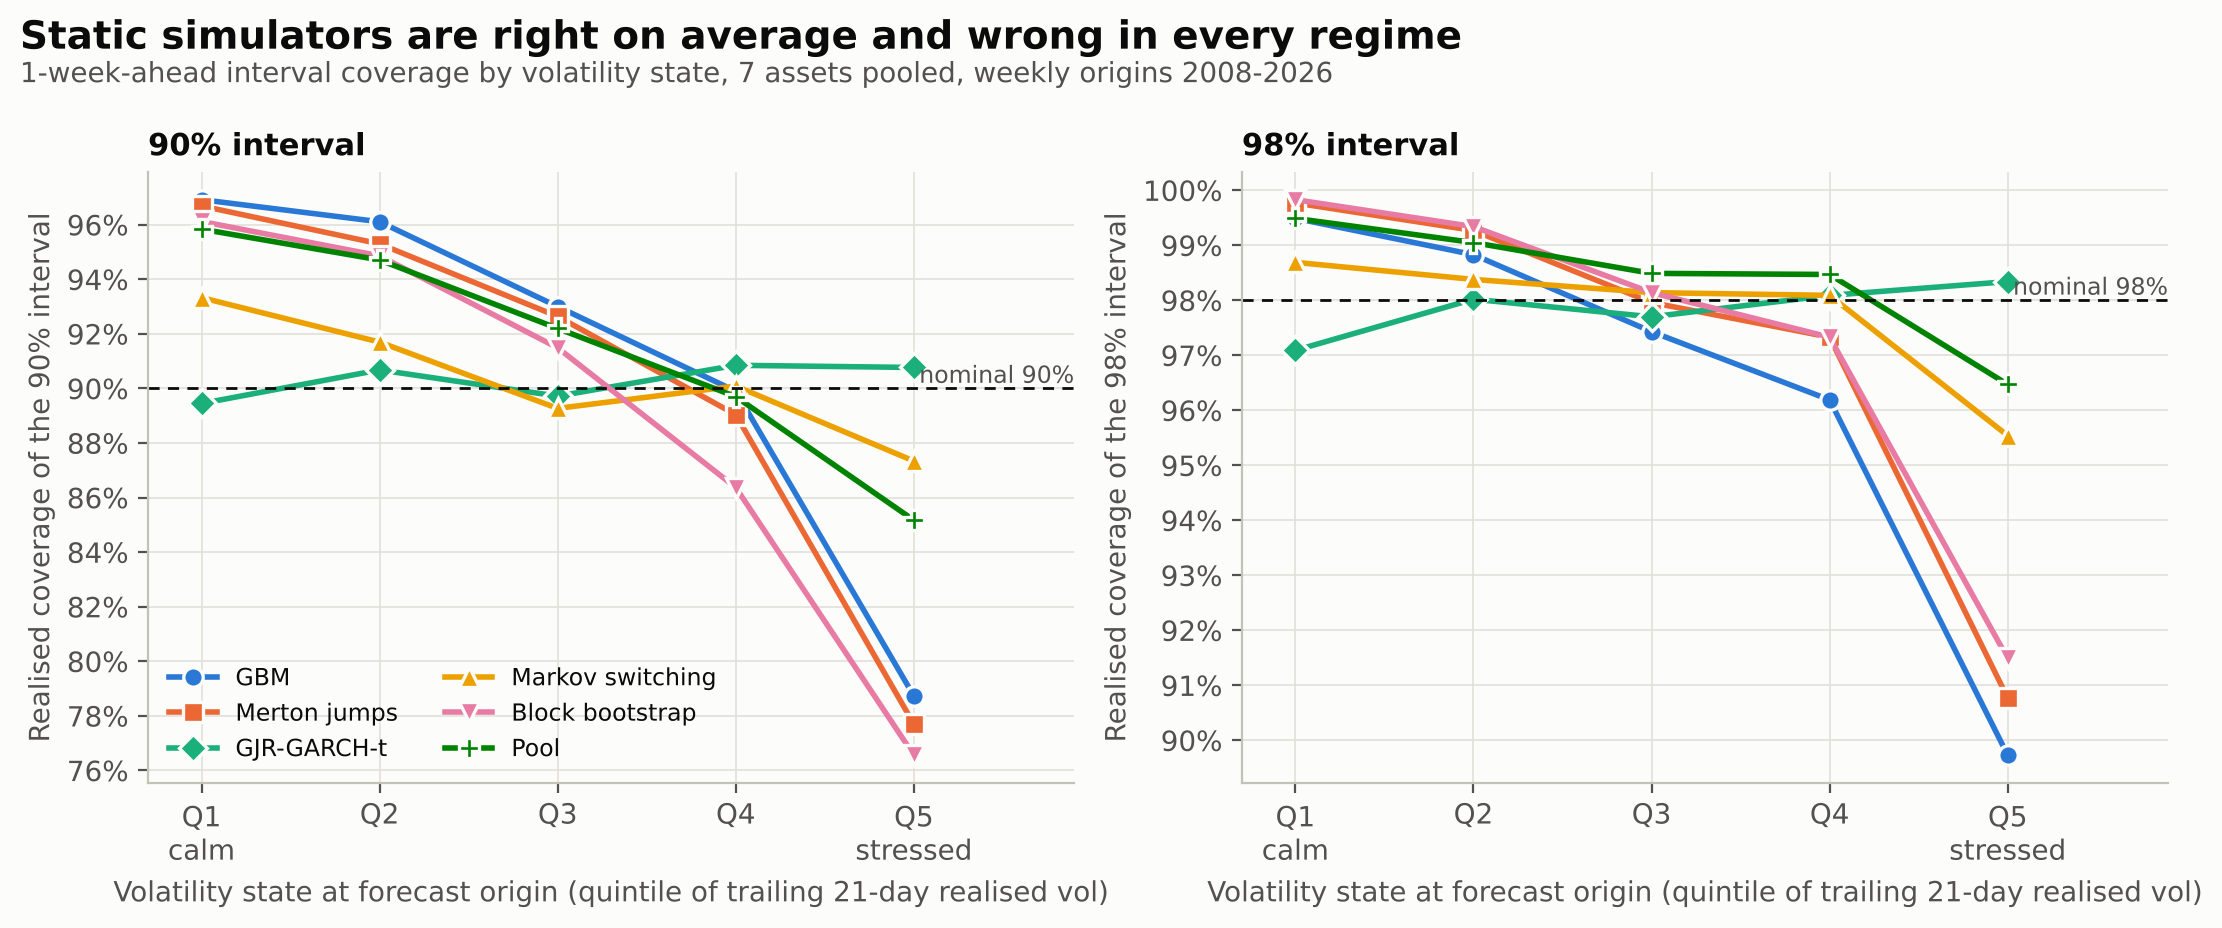 Static simulators are right on average and wrong in every regime
1-week-ahead interval coverage by volatility state, 7 assets pooled, weekly origins 2008-2026
90% interval
Realised coverage of the 90% interval
96%
94%
92%
90%
88%
86%
84%
82%
80%
78%
76%
nominal 90%
GBM
Merton jumps
GJR-GARCH-t
Markov switching
Block bootstrap
Pool
Q1
calm
Q2
Q3
Q4
Q5
stressed
Volatility state at forecast origin (quintile of trailing 21-day realised vol)
98% interval
Realised coverage of the 98% interval
100%
99%
98%
97%
96%
95%
94%
93%
92%
91%
90%
nominal 98%
Q1
calm
Q2
Q3
Q4
Q5
stressed
Volatility state at forecast origin (quintile of trailing 21-day realised vol)